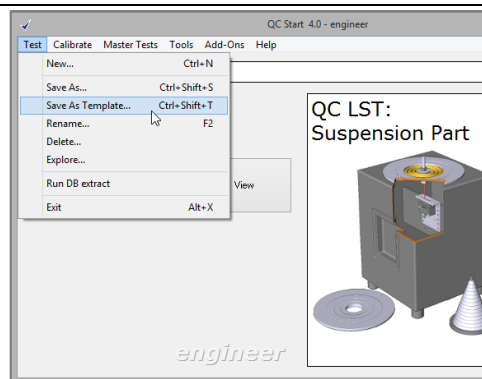 QC Start 4.0 - engineer
Test Calibrate Master Tests Tools Add-Ons Help
New... Ctrl+N
Save As... Ctrl+Shift+S
Save As Template... Ctrl+Shift+T
Rename... F2
Delete...
Explore...
Run DB extract
Exit Alt+X
View
QC LST:
Suspension Part
engineer